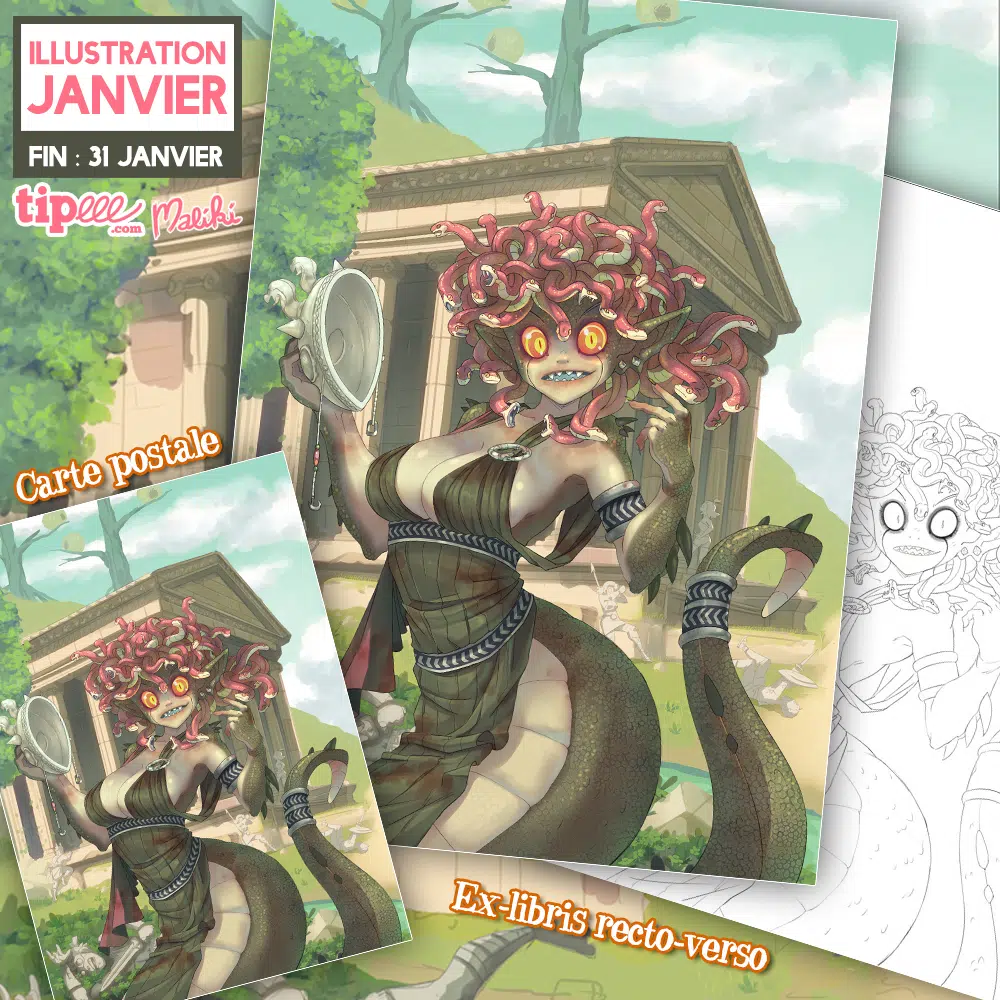 ILLUSTRATION
JANVIER
FIN : 31 JANVIER
tipeee
.com
Maliki
Carte postale
Ex-libris recto-verso